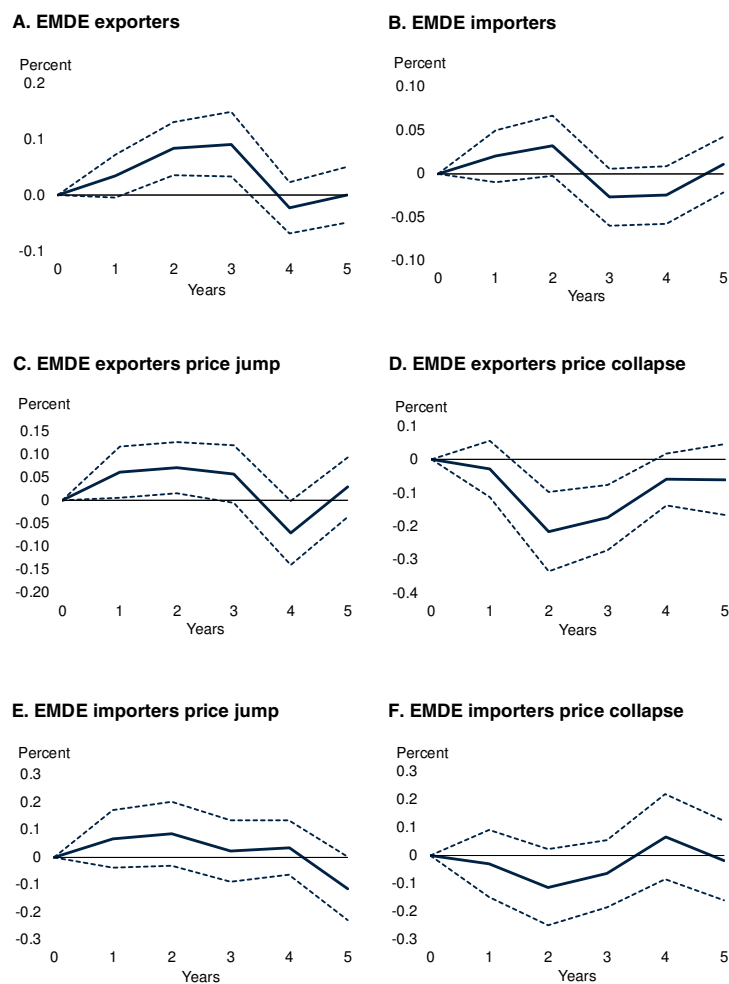 A. EMDE exporters
Percent
0.2
0.1
0.0
-0.1
0 1 2 3 4 5
Years
B. EMDE importers
Percent
0.10
0.05
0
-0.05
-0.10
0 1 2 3 4 5
Years
C. EMDE exporters price jump
Percent
0.15
0.10
0.05
0
-0.05
-0.10
-0.15
-0.20
0 1 2 3 4 5
Years
D. EMDE exporters price collapse
Percent
0.1
0
-0.1
-0.2
-0.3
-0.4
0 1 2 3 4 5
Years
E. EMDE importers price jump
Percent
0.3
0.2
0.1
0
-0.1
-0.2
-0.3
0 1 2 3 4 5
Years
F. EMDE importers price collapse
Percent
0.3
0.2
0.1
0
-0.1
-0.2
-0.3
0 1 2 3 4 5
Years